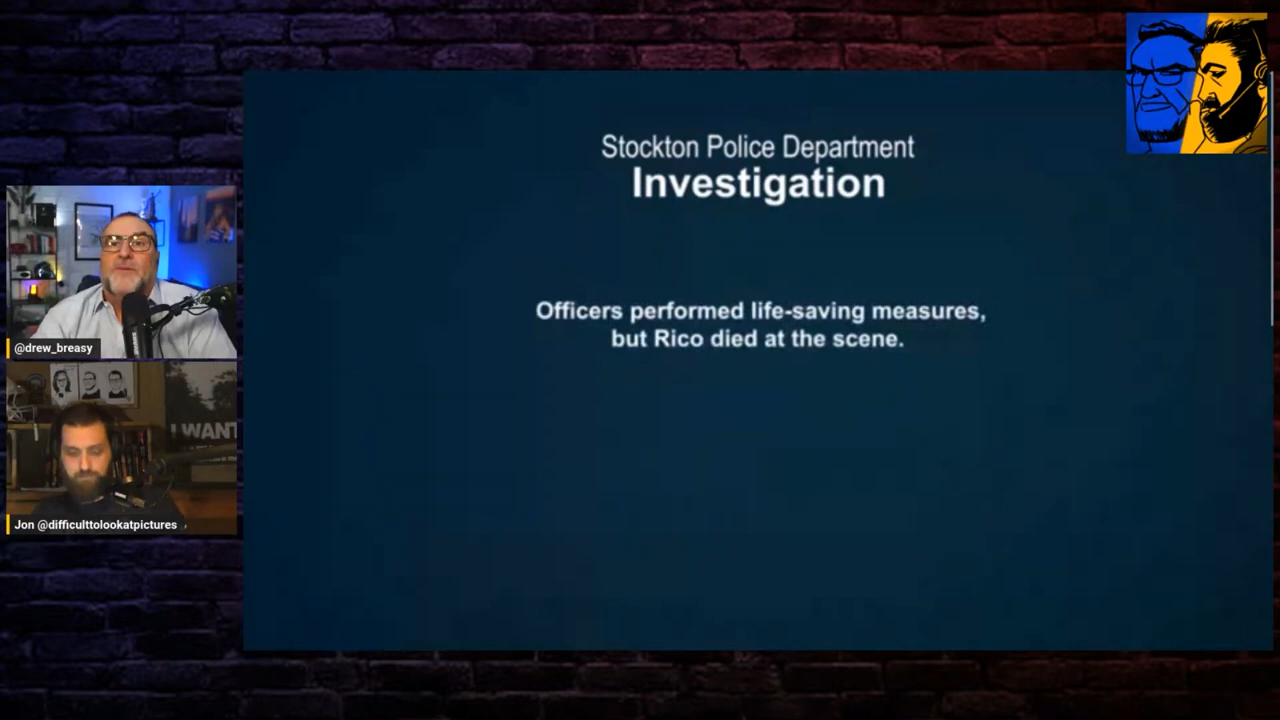 Stockton Police Department
Investigation
Officers performed life-saving measures,
but Rico died at the scene.
@drew_breasy
I WANT
Jon @difficulttolookatpictures